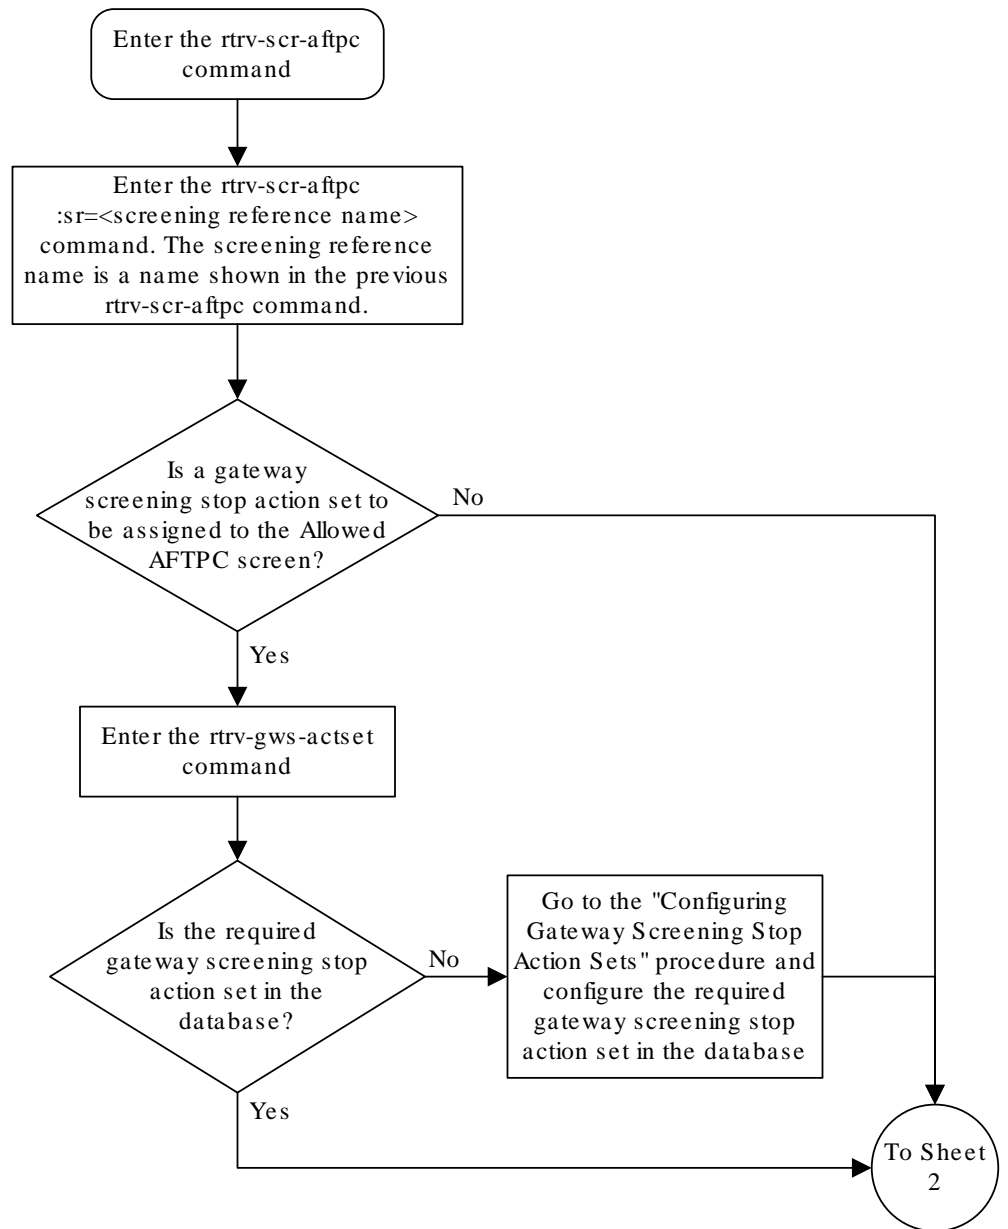 Enter the rtrv-scr-aftpc
command
Enter the rtrv-scr-aftpc
:sr=<screening reference name>
command. The screening reference
name is a name shown in the previous
rtrv-scr-aftpc command.
Is a gateway
screening stop action set to
be assigned to the Allowed
AFTPC screen?
No
Yes
Enter the rtrv-gws-actset
command
Is the required
gateway screening stop
action set in the
database?
No
Go to the "Configuring
Gateway Screening Stop
Action Sets" procedure and
configure the required
gateway screening stop
action set in the database
Yes
To Sheet
2